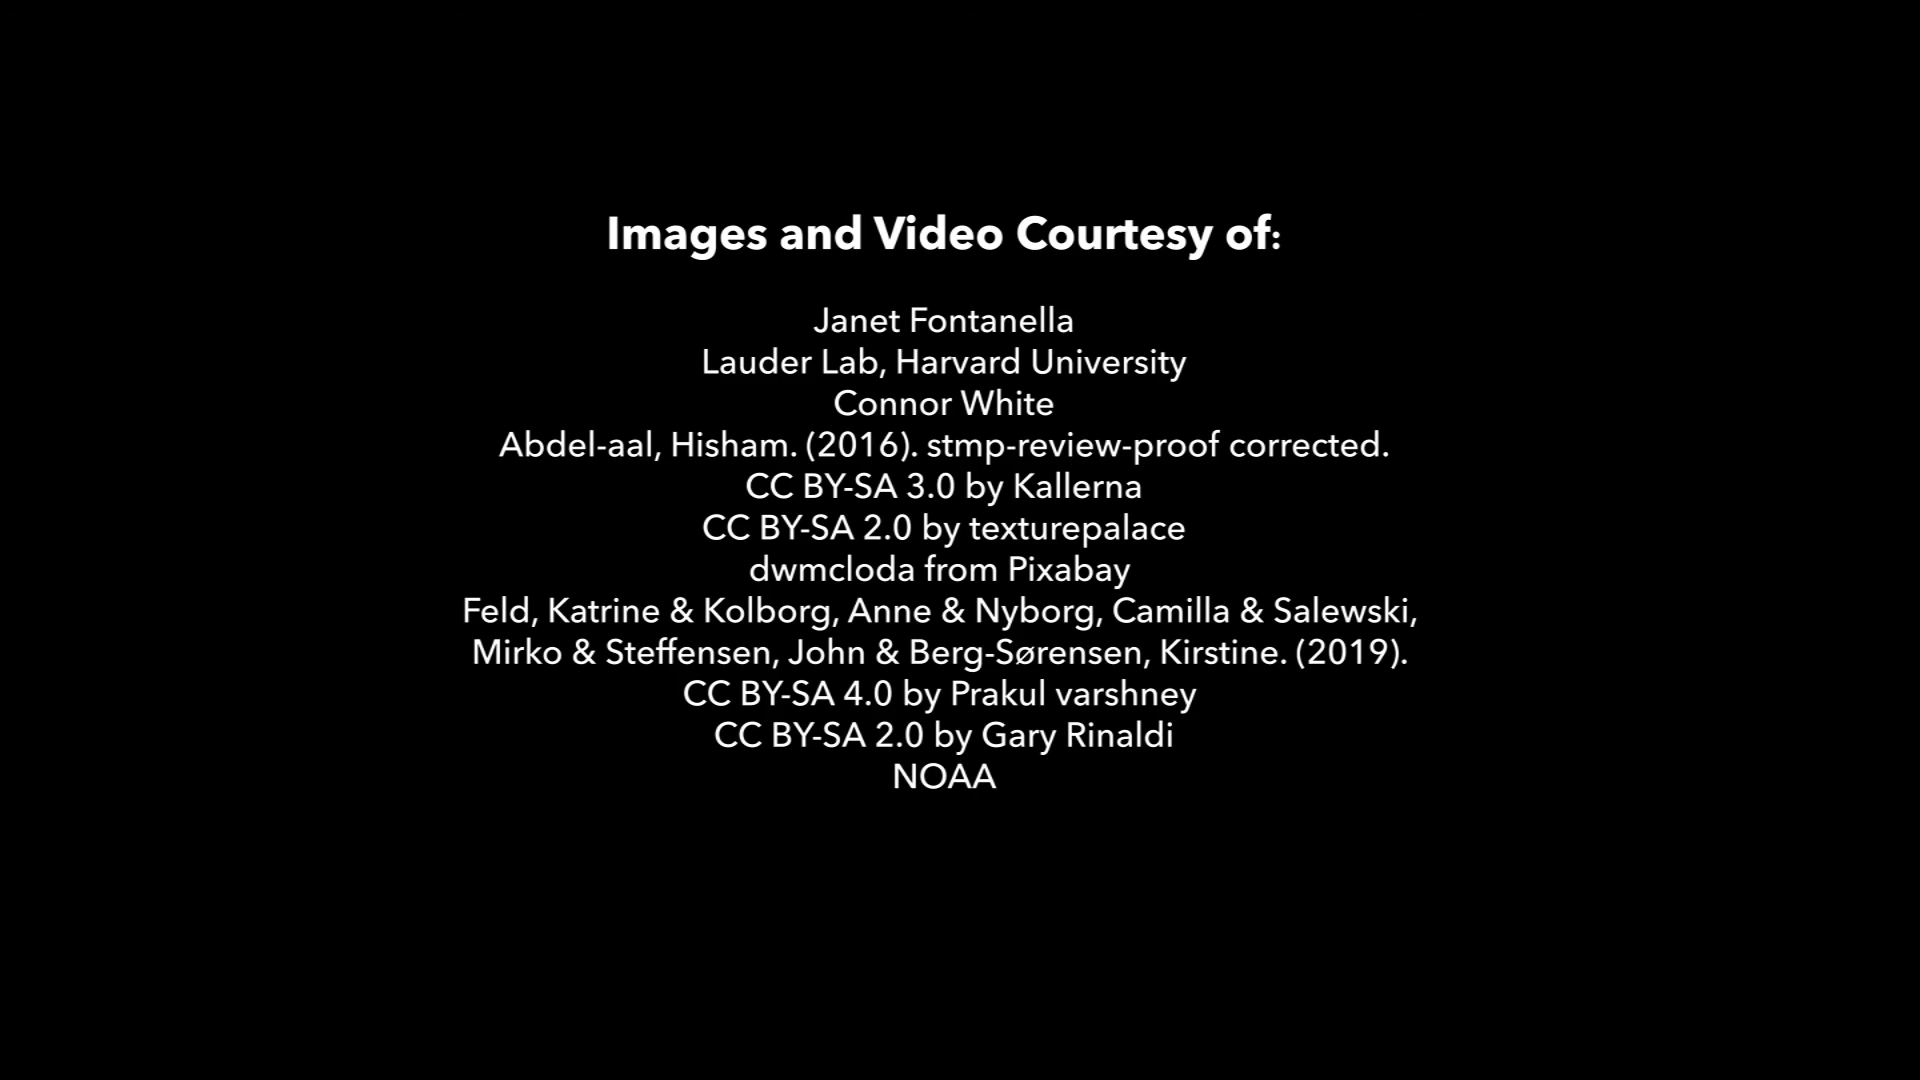 Images and Video Courtesy of:
Janet Fontanella
Lauder Lab, Harvard University
Connor White
Abdel-aal, Hisham. (2016). stmp-review-proof corrected.
CC BY-SA 3.0 by Kallerna
CC BY-SA 2.0 by texturepalace
dwmcloda from Pixabay
Feld, Katrine & Kolborg, Anne & Nyborg, Camilla & Salewski,
Mirko & Steffensen, John & Berg-Sørensen, Kirstine. (2019).
CC BY-SA 4.0 by Prakul varshney
CC BY-SA 2.0 by Gary Rinaldi
NOAA